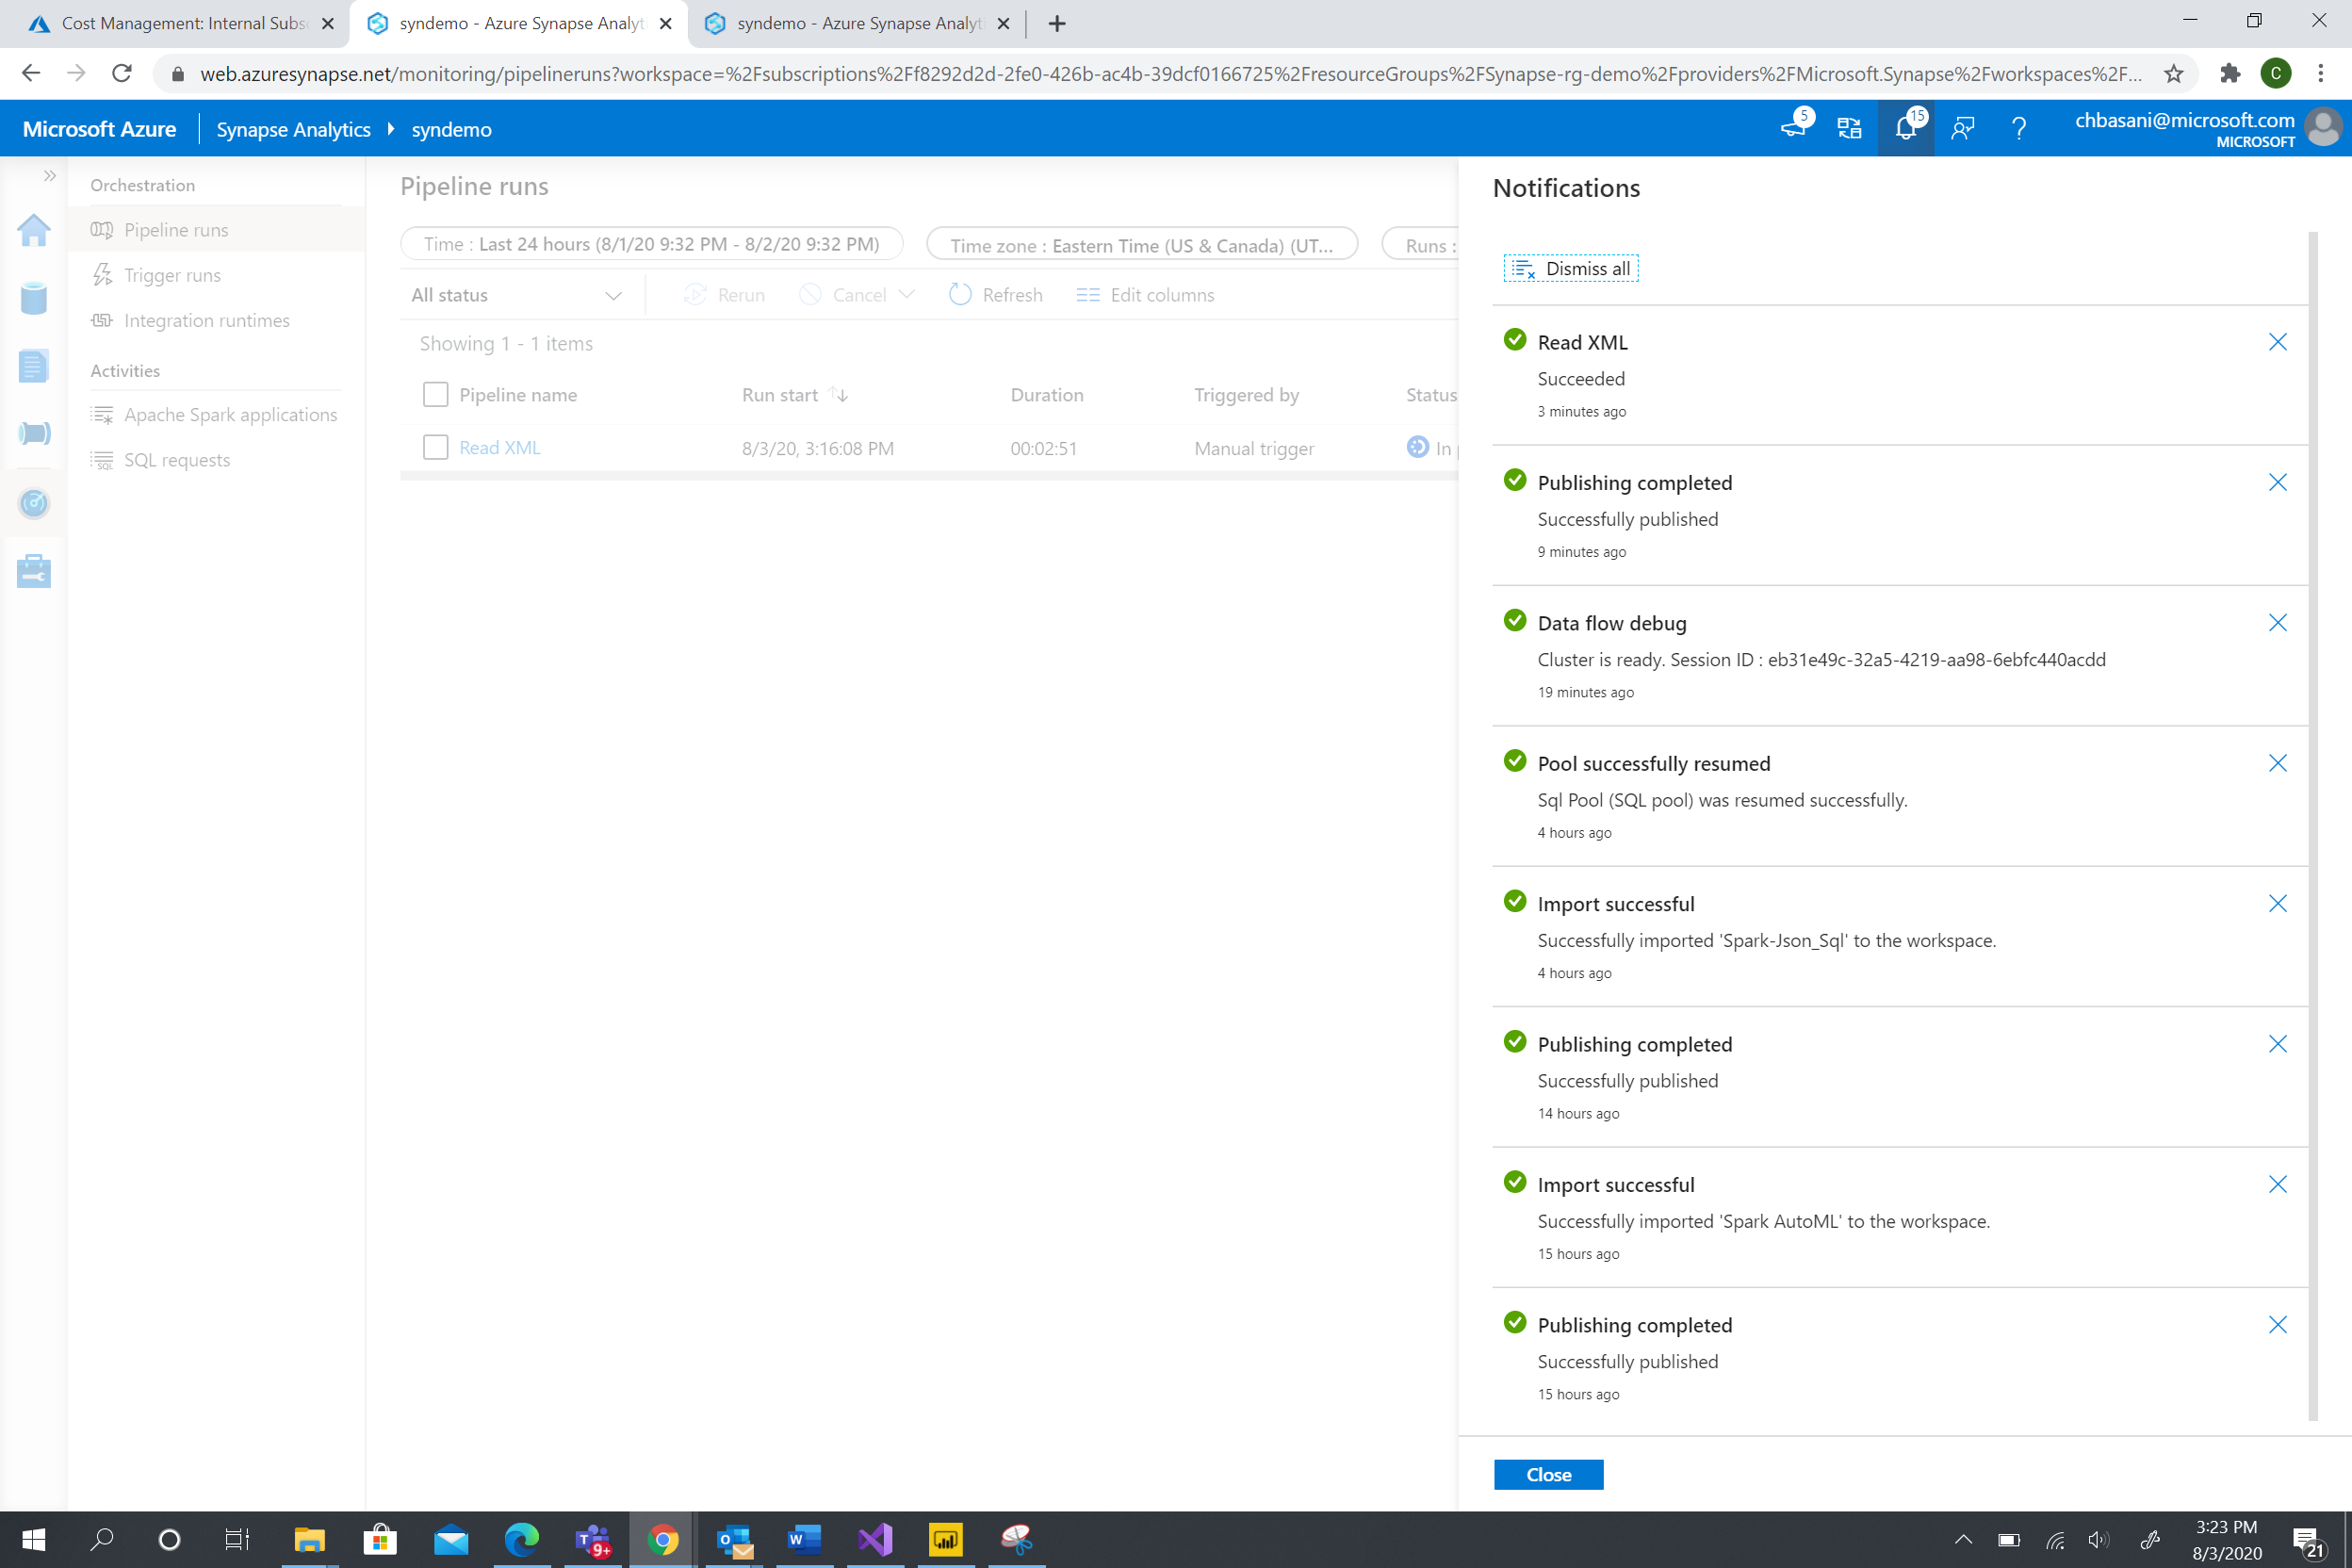 Cost Management: Internal Subsc
syndemo - Azure Synapse Analyti
syndemo - Azure Synapse Analyti
web.azuresynapse.net/monitoring/pipelineruns?workspace=%2Fsubscriptions%2Ff8292d2d-2fe0-426b-ac4b-39dcf0166725%2FresourceGroups%2FSynapse-rg-demo%2Fproviders%2FMicrosoft.Synapse%2Fworkspaces%2F...
C
Microsoft Azure
Synapse Analytics
syndemo
5
15
chbasani@microsoft.com
MICROSOFT
Orchestration
Pipeline runs
Trigger runs
Integration runtimes
Activities
Apache Spark applications
SQL requests
Pipeline runs
Time : Last 24 hours (8/1/20 9:32 PM - 8/2/20 9:32 PM)
Time zone : Eastern Time (US & Canada) (UT...
Runs :
All status
Rerun
Cancel
Refresh
Edit columns
Showing 1 - 1 items
Pipeline name Run start Duration Triggered by Status
Read XML 8/3/20, 3:16:08 PM 00:02:51 Manual trigger In
Notifications
Dismiss all
Read XML
Succeeded
3 minutes ago
Publishing completed
Successfully published
9 minutes ago
Data flow debug
Cluster is ready. Session ID : eb31e49c-32a5-4219-aa98-6ebfc440acdd
19 minutes ago
Pool successfully resumed
Sql Pool (SQL pool) was resumed successfully.
4 hours ago
Import successful
Successfully imported 'Spark-Json_Sql' to the workspace.
4 hours ago
Publishing completed
Successfully published
14 hours ago
Import successful
Successfully imported 'Spark AutoML' to the workspace.
15 hours ago
Publishing completed
Successfully published
15 hours ago
Close
9+
3:23 PM
8/3/2020
21